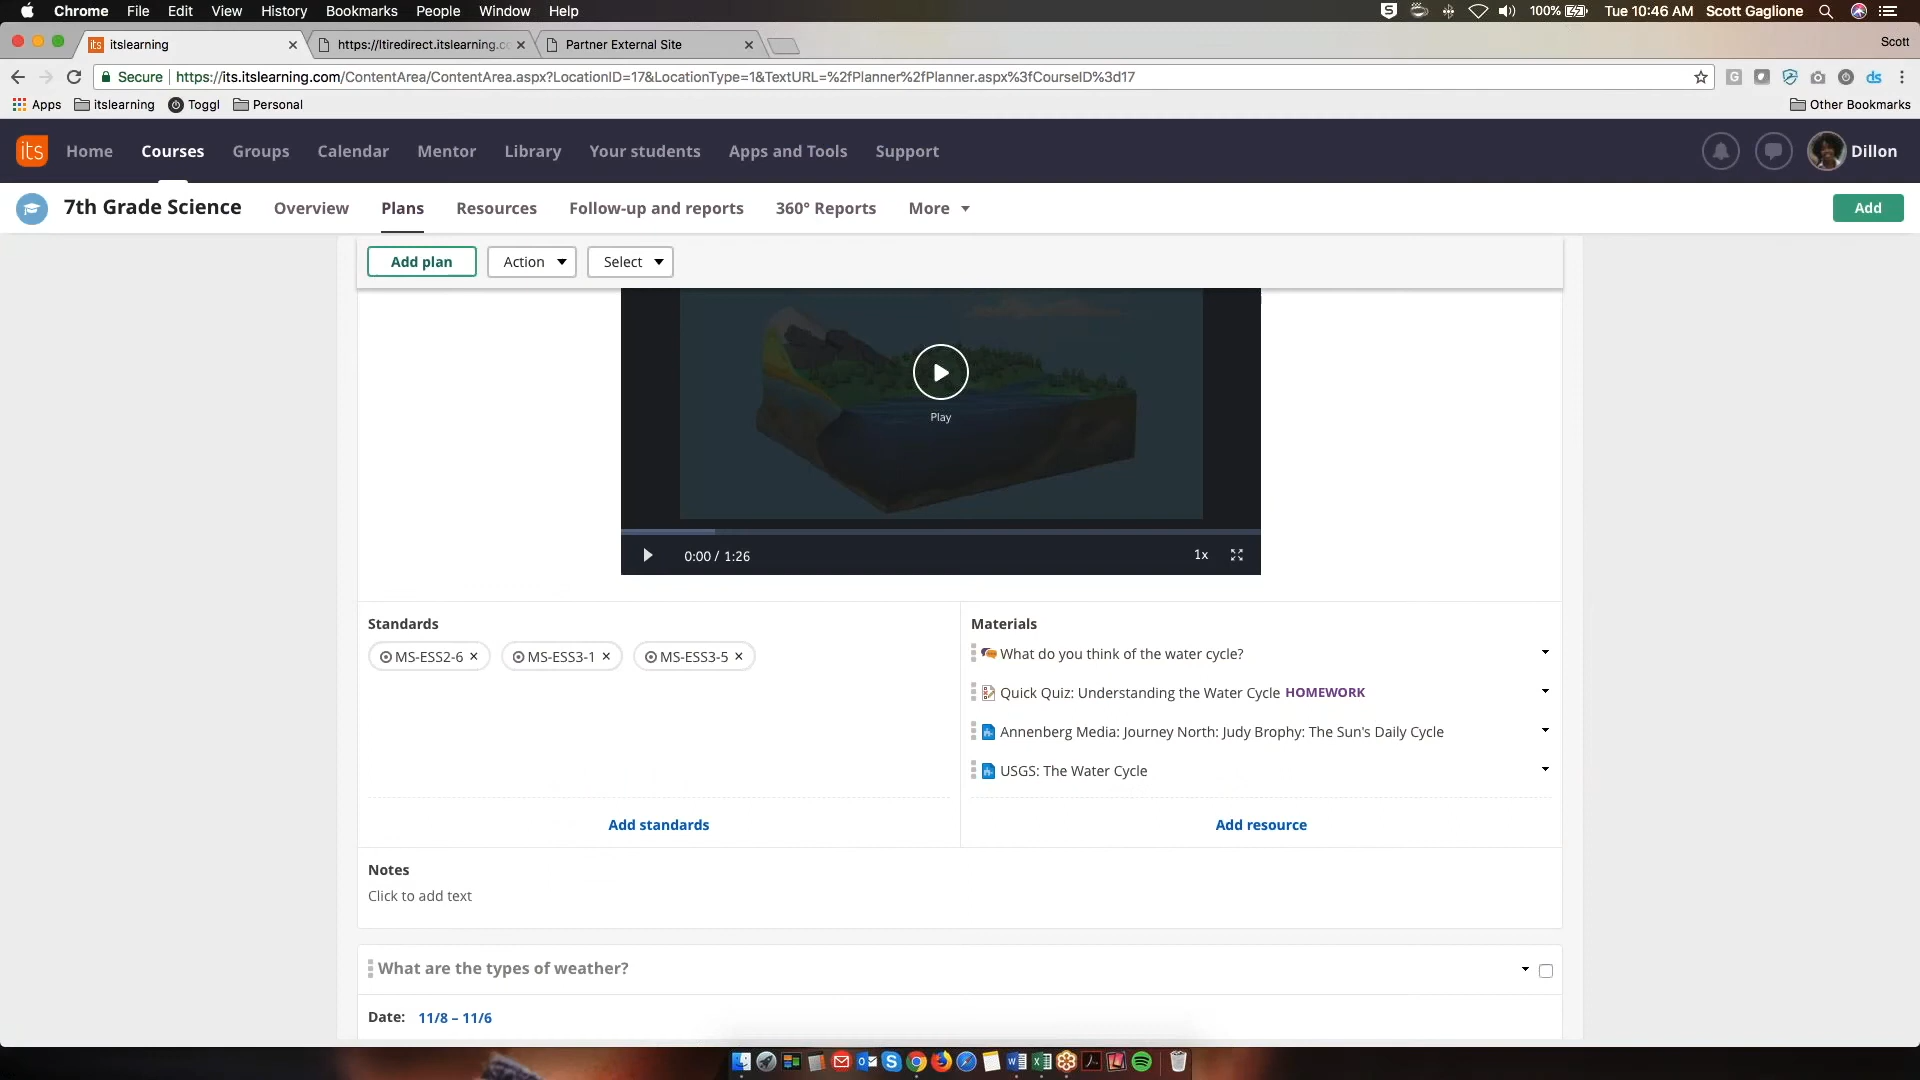 Chrome File Edit View History Bookmarks People Window Help 100% Tue 10:46 AM Scott Gaglione
itslearning https://ltiredirect.itslearning.co Partner External Site Scott
Secure https://its.itslearning.com/ContentArea/ContentArea.aspx?LocationID=17&LocationType=1&TextURL=%2fPlanner%2fPlanner.aspx%3fCourseID%3d17
Apps itslearning Toggl Personal Other Bookmarks
its Home Courses Groups Calendar Mentor Library Your students Apps and Tools Support Dillon
7th Grade Science Overview Plans Resources Follow-up and reports 360° Reports More Add
Add plan Action Select
Play
0:00 / 1:26 1x
Standards
MS-ESS2-6 MS-ESS3-1 MS-ESS3-5
Add standards
Materials
What do you think of the water cycle?
Quick Quiz: Understanding the Water Cycle HOMEWORK
Annenberg Media: Journey North: Judy Brophy: The Sun's Daily Cycle
USGS: The Water Cycle
Add resource
Notes
Click to add text
What are the types of weather?
Date: 11/8 – 11/6